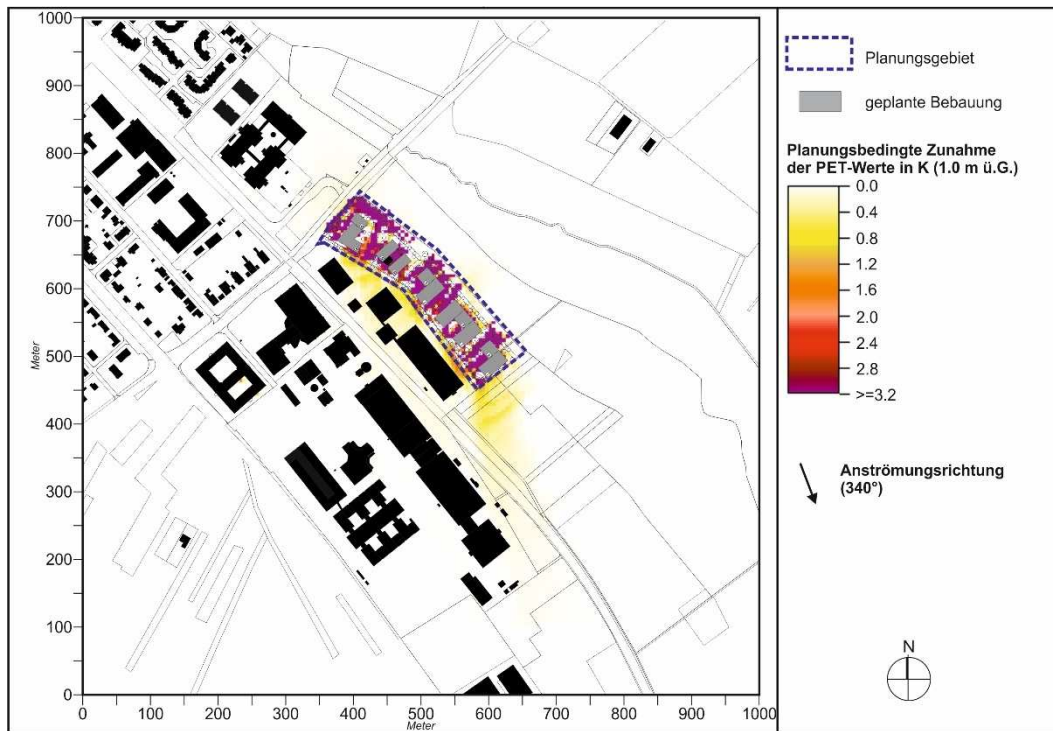 1000
900
800
700
600
500
400
300
200
100
0
Meter
0 100 200 300 400 500 600 700 800 900 1000
Meter
Planungsgebiet
geplante Bebauung
Planungsbedingte Zunahme
der PET-Werte in K (1.0 m ü.G.)
0.0
0.4
0.8
1.2
1.6
2.0
2.4
2.8
>=3.2
Anströmungsrichtung
(340°)
N